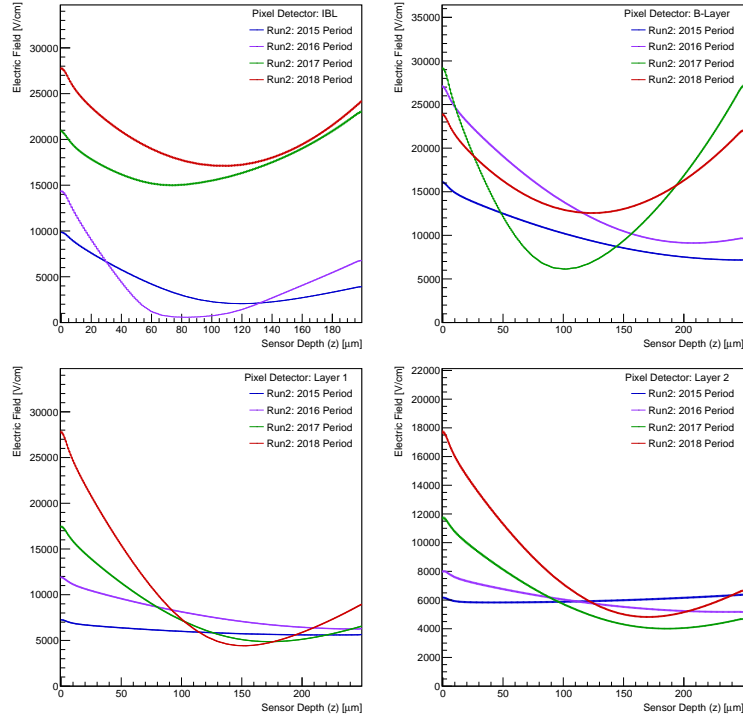 Pixel Detector: IBL
Run2: 2015 Period
Run2: 2016 Period
Run2: 2017 Period
Run2: 2018 Period
Electric Field [V/cm]
30000
25000
20000
15000
10000
5000
0
0 20 40 60 80 100 120 140 160 180
Sensor Depth (z) [μm]
Pixel Detector: B-Layer
Run2: 2015 Period
Run2: 2016 Period
Run2: 2017 Period
Run2: 2018 Period
Electric Field [V/cm]
35000
30000
25000
20000
15000
10000
5000
0
0 50 100 150 200
Sensor Depth (z) [μm]
Pixel Detector: Layer 1
Run2: 2015 Period
Run2: 2016 Period
Run2: 2017 Period
Run2: 2018 Period
Electric Field [V/cm]
30000
25000
20000
15000
10000
5000
0
0 50 100 150 200
Sensor Depth (z) [μm]
Pixel Detector: Layer 2
Run2: 2015 Period
Run2: 2016 Period
Run2: 2017 Period
Run2: 2018 Period
Electric Field [V/cm]
22000
20000
18000
16000
14000
12000
10000
8000
6000
4000
2000
0
0 50 100 150 200
Sensor Depth (z) [μm]